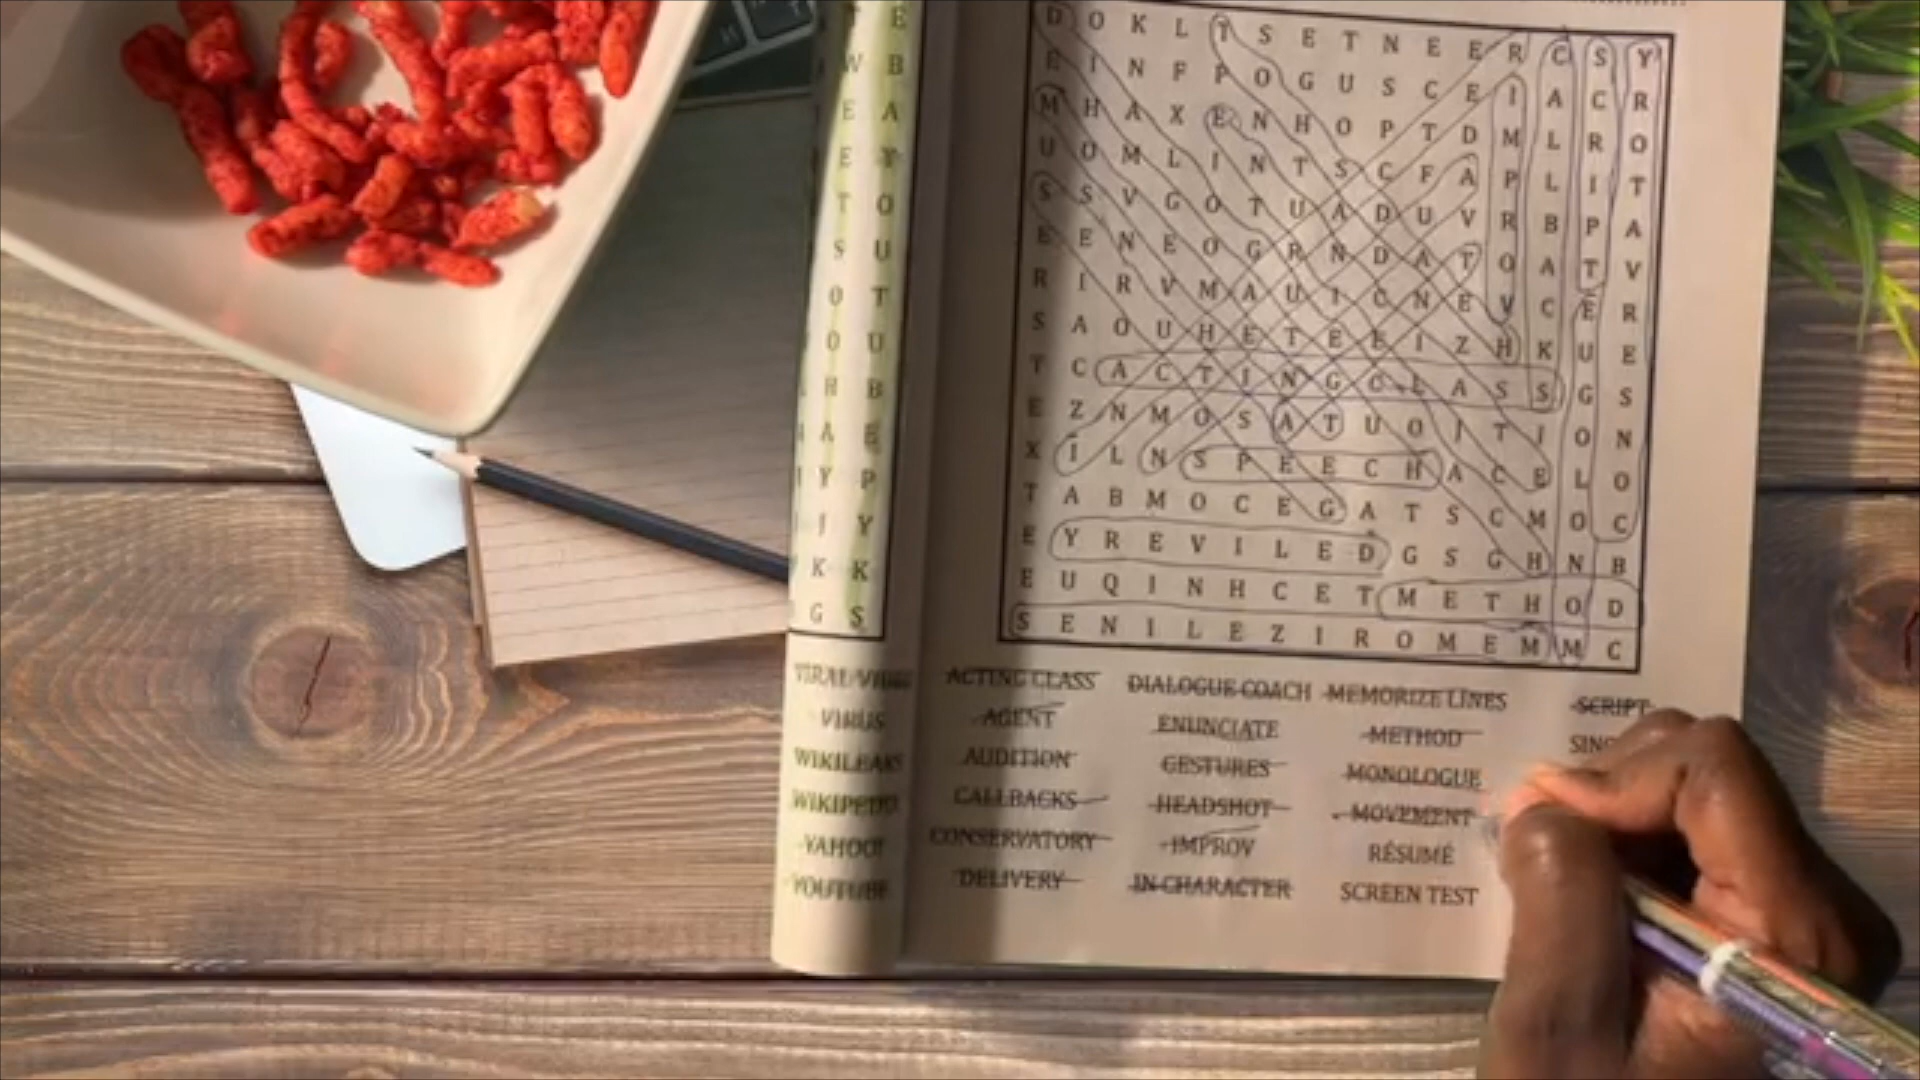 D O K L T S E T N E E R C S Y
E I N F P O G U S C E I A C R
M H A X E N H O P T D M L R O
U O M L I N T S C F A P L I T
S S V G O T U A D U V R B P A
E E N E O G R N D A T O A T V
R I R V M A U I C N E V C E R
S A O U H E T E E I Z H K U E
T C A C T I N G C L A S S G S
E Z N M O S A T U O J T I O N
X I L N S P E E C H A C E L O
T A B M O C E G A T S C M O C
E Y R E V I L E D G S G H N B
E U Q I N H C E T M E T H O D
S E N I L E Z I R O M E M M C
E
W B
E A
E Y
T O
S U
O T
O U
H B
A E
Y P
J Y
K K
G S
VIRAL VIDEO
VIRUS
WIKILEAKS
WIKIPEDIA
YAHOO!
YOUTUBE
ACTING CLASS
AGENT
AUDITION
CALLBACKS
CONSERVATORY
DELIVERY
DIALOGUE COACH
ENUNCIATE
GESTURES
HEADSHOT
IMPROV
IN CHARACTER
MEMORIZE LINES
METHOD
MONOLOGUE
MOVEMENT
RÉSUMÉ
SCREEN TEST
SCRIPT